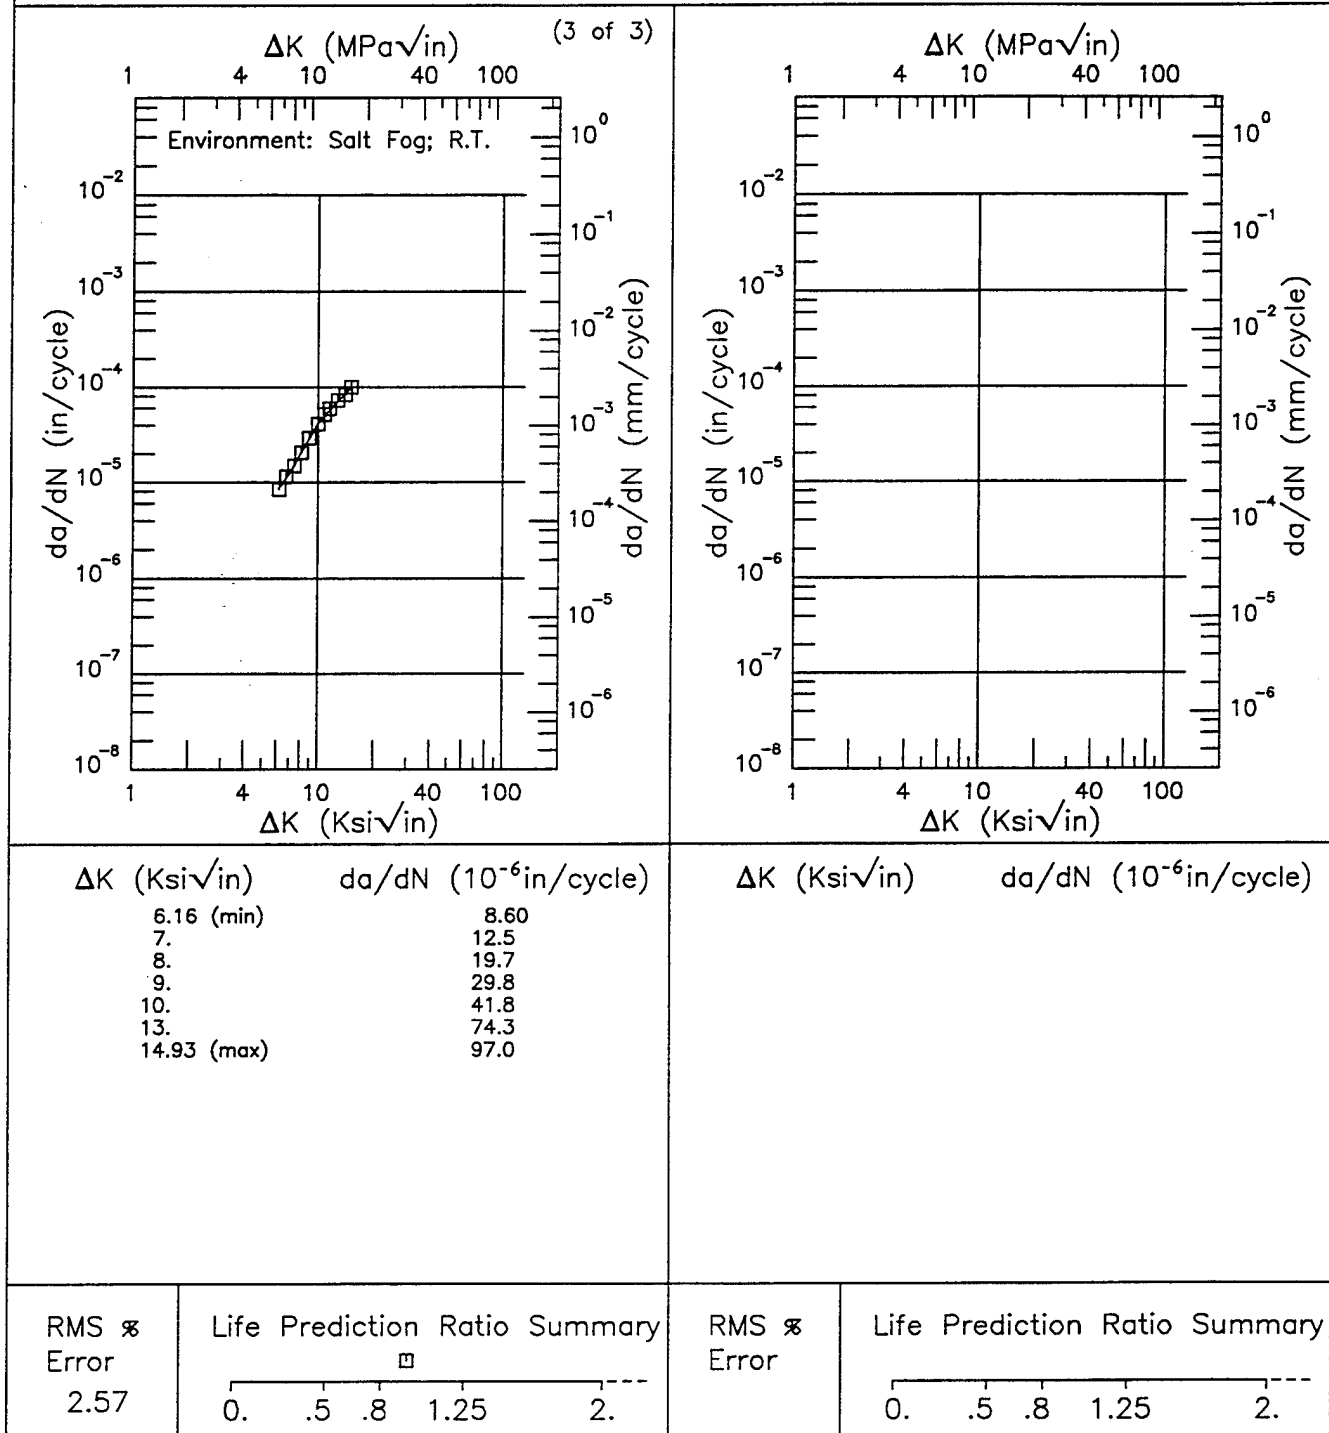 (3 of 3)
ΔK (MPa√in)
1 4 10 40 100
Environment: Salt Fog; R.T.
da/dN (in/cycle)
10⁻²
10⁻³
10⁻⁴
10⁻⁵
10⁻⁶
10⁻⁷
10⁻⁸
da/dN (mm/cycle)
10⁰
10⁻¹
10⁻²
10⁻³
10⁻⁴
10⁻⁵
10⁻⁶
1 4 10 40 100
ΔK (Ksi√in)
ΔK (MPa√in)
1 4 10 40 100
da/dN (in/cycle)
10⁻²
10⁻³
10⁻⁴
10⁻⁵
10⁻⁶
10⁻⁷
10⁻⁸
da/dN (mm/cycle)
10⁰
10⁻¹
10⁻²
10⁻³
10⁻⁴
10⁻⁵
10⁻⁶
1 4 10 40 100
ΔK (Ksi√in)
ΔK (Ksi√in) da/dN (10⁻⁶in/cycle)
6.16 (min) 8.60
7. 12.5
8. 19.7
9. 29.8
10. 41.8
13. 74.3
14.93 (max) 97.0
ΔK (Ksi√in) da/dN (10⁻⁶in/cycle)
RMS %
Error
2.57
Life Prediction Ratio Summary
0. .5 .8 1.25 2.
RMS %
Error
Life Prediction Ratio Summary
0. .5 .8 1.25 2.